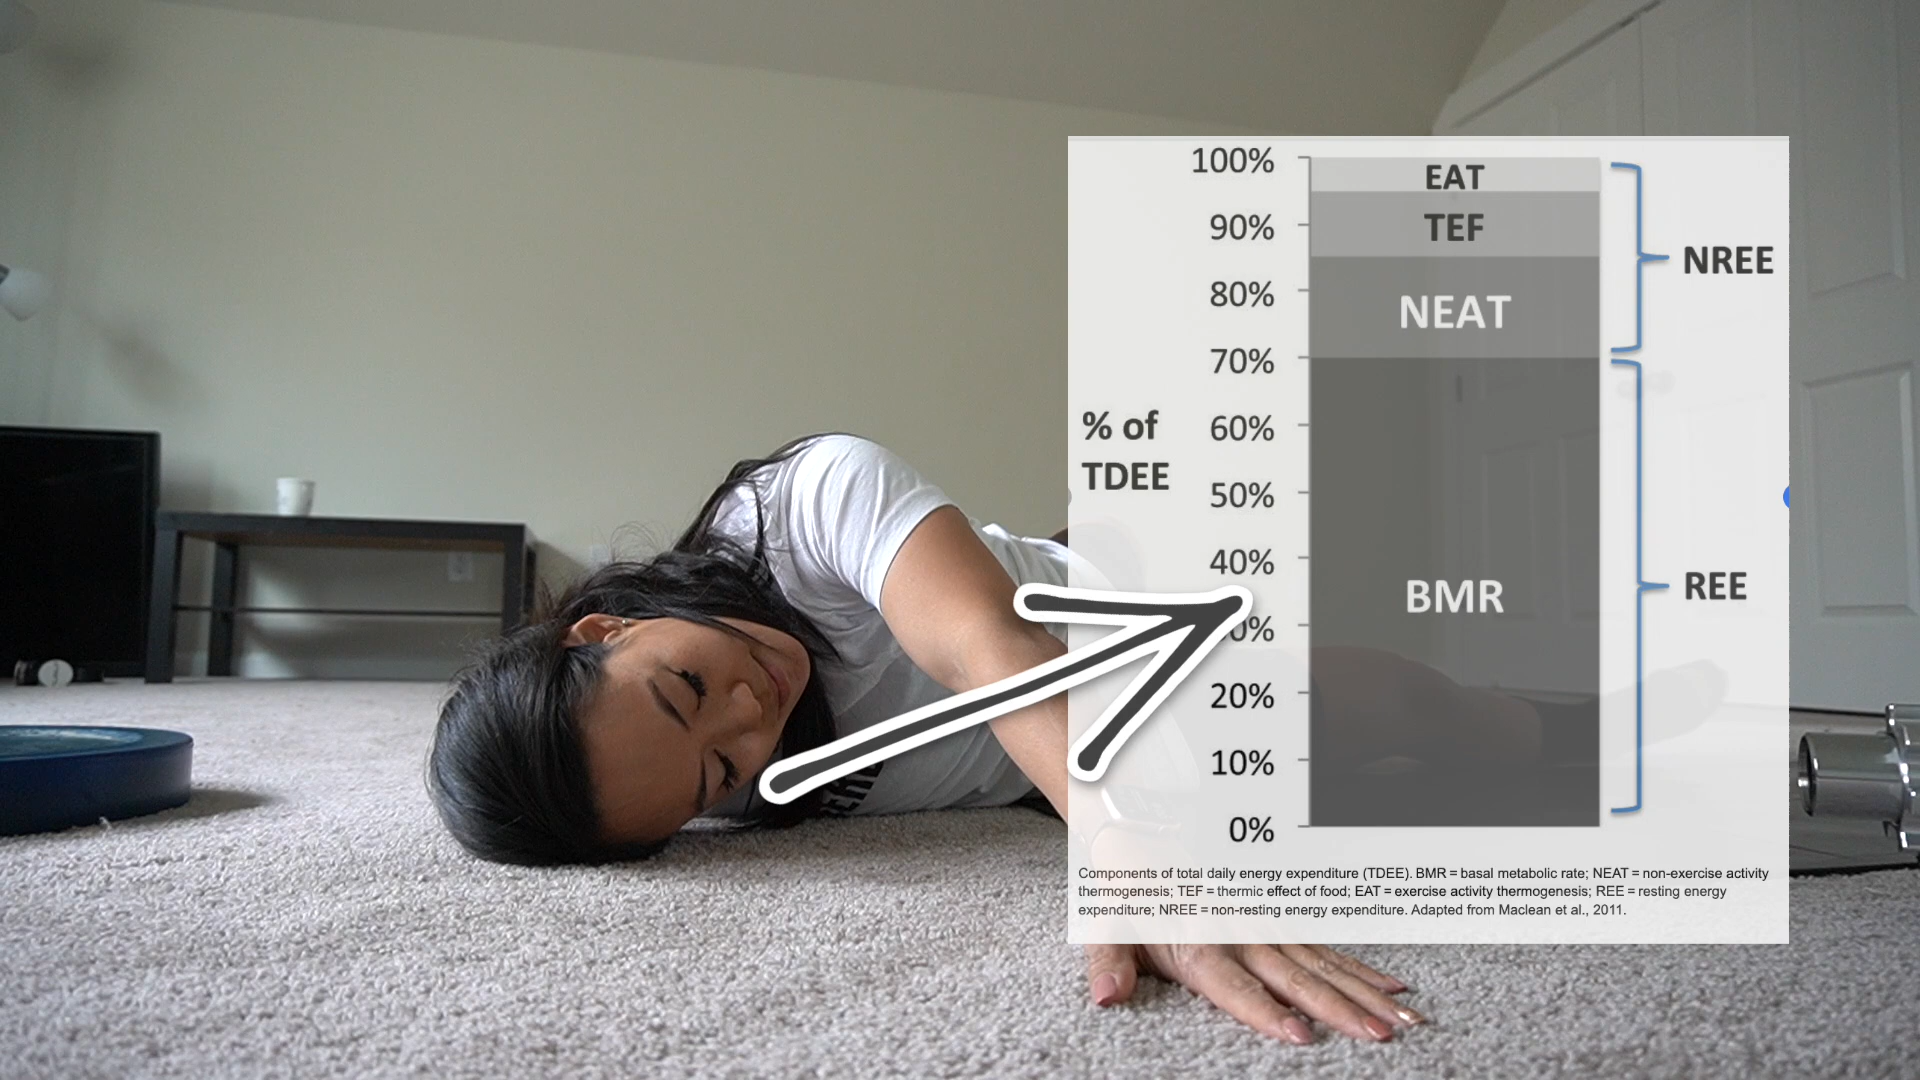 100%
EAT
90%
TEF
NREE
80%
NEAT
70%
% of
TDEE
60%
50%
40%
BMR
REE
0%
20%
10%
0%
Components of total daily energy expenditure (TDEE). BMR = basal metabolic rate; NEAT = non-exercise activity
thermogenesis; TEF = thermic effect of food; EAT = exercise activity thermogenesis; REE = resting energy
expenditure; NREE = non-resting energy expenditure. Adapted from Maclean et al., 2011.